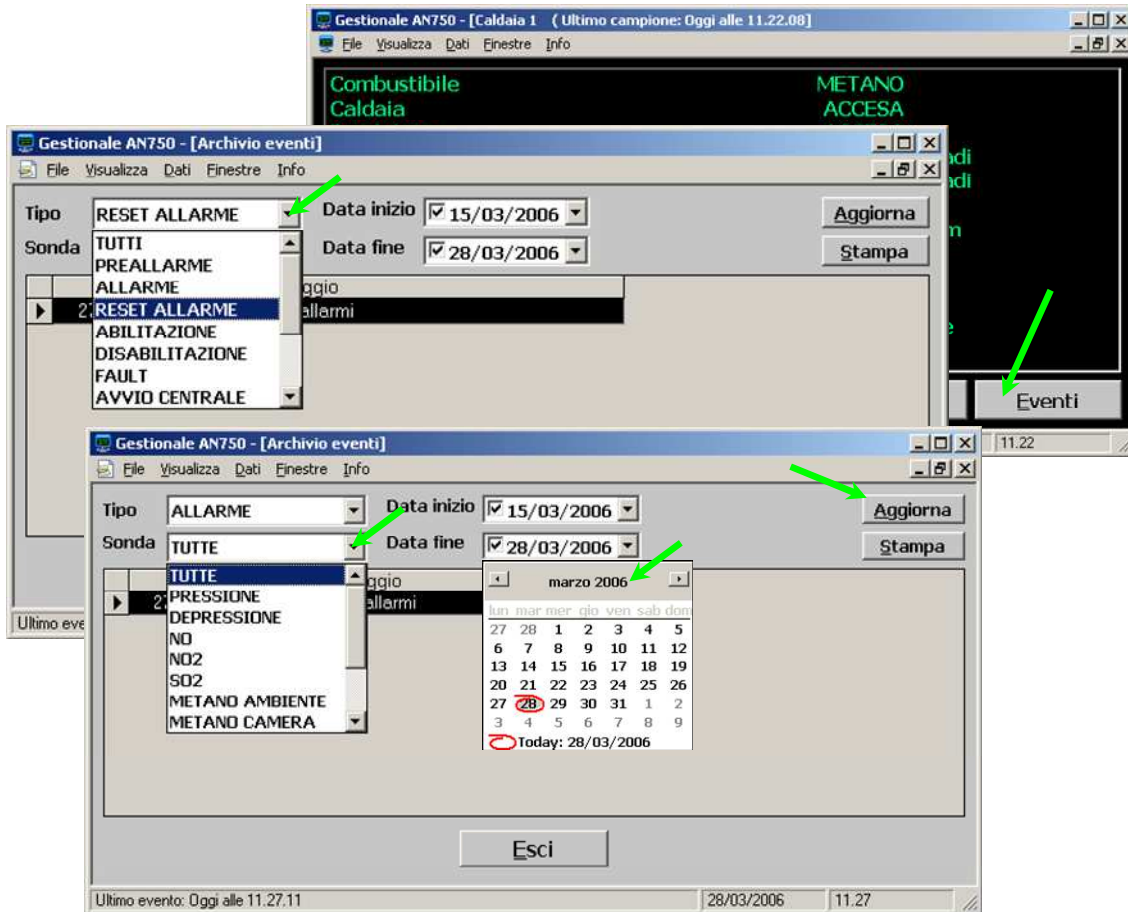 Gestionale AN750 - [Caldaia 1 ( Ultimo campione: Oggi alle 11.22.08]
File Visualizza Dati Finestre Info
Combustibile METANO
Caldaia ACCESA
Eventi
11.22
Gestionale AN750 - [Archivio eventi]
File Visualizza Dati Finestre Info
Tipo RESET ALLARME Data inizio 15/03/2006 Aggiorna
Sonda Data fine 28/03/2006 Stampa
TUTTI
PREALLARME
ALLARME
RESET ALLARME
ABILITAZIONE
DISABILITAZIONE
FAULT
AVVIO CENTRALE
allarmi
Gestionale AN750 - [Archivio eventi]
File Visualizza Dati Finestre Info
Tipo ALLARME Data inizio 15/03/2006 Aggiorna
Sonda TUTTE Data fine 28/03/2006 Stampa
TUTTE
PRESSIONE
DEPRESSIONE
NO
NO2
SO2
METANO AMBIENTE
METANO CAMERA
allarmi
marzo 2006
lun mar mer gio ven sab dom
27 28 1 2 3 4 5
6 7 8 9 10 11 12
13 14 15 16 17 18 19
20 21 22 23 24 25 26
27 28 29 30 31 1 2
3 4 5 6 7 8 9
Today: 28/03/2006
Esci
Ultimo evento: Oggi alle 11.27.11 28/03/2006 11.27